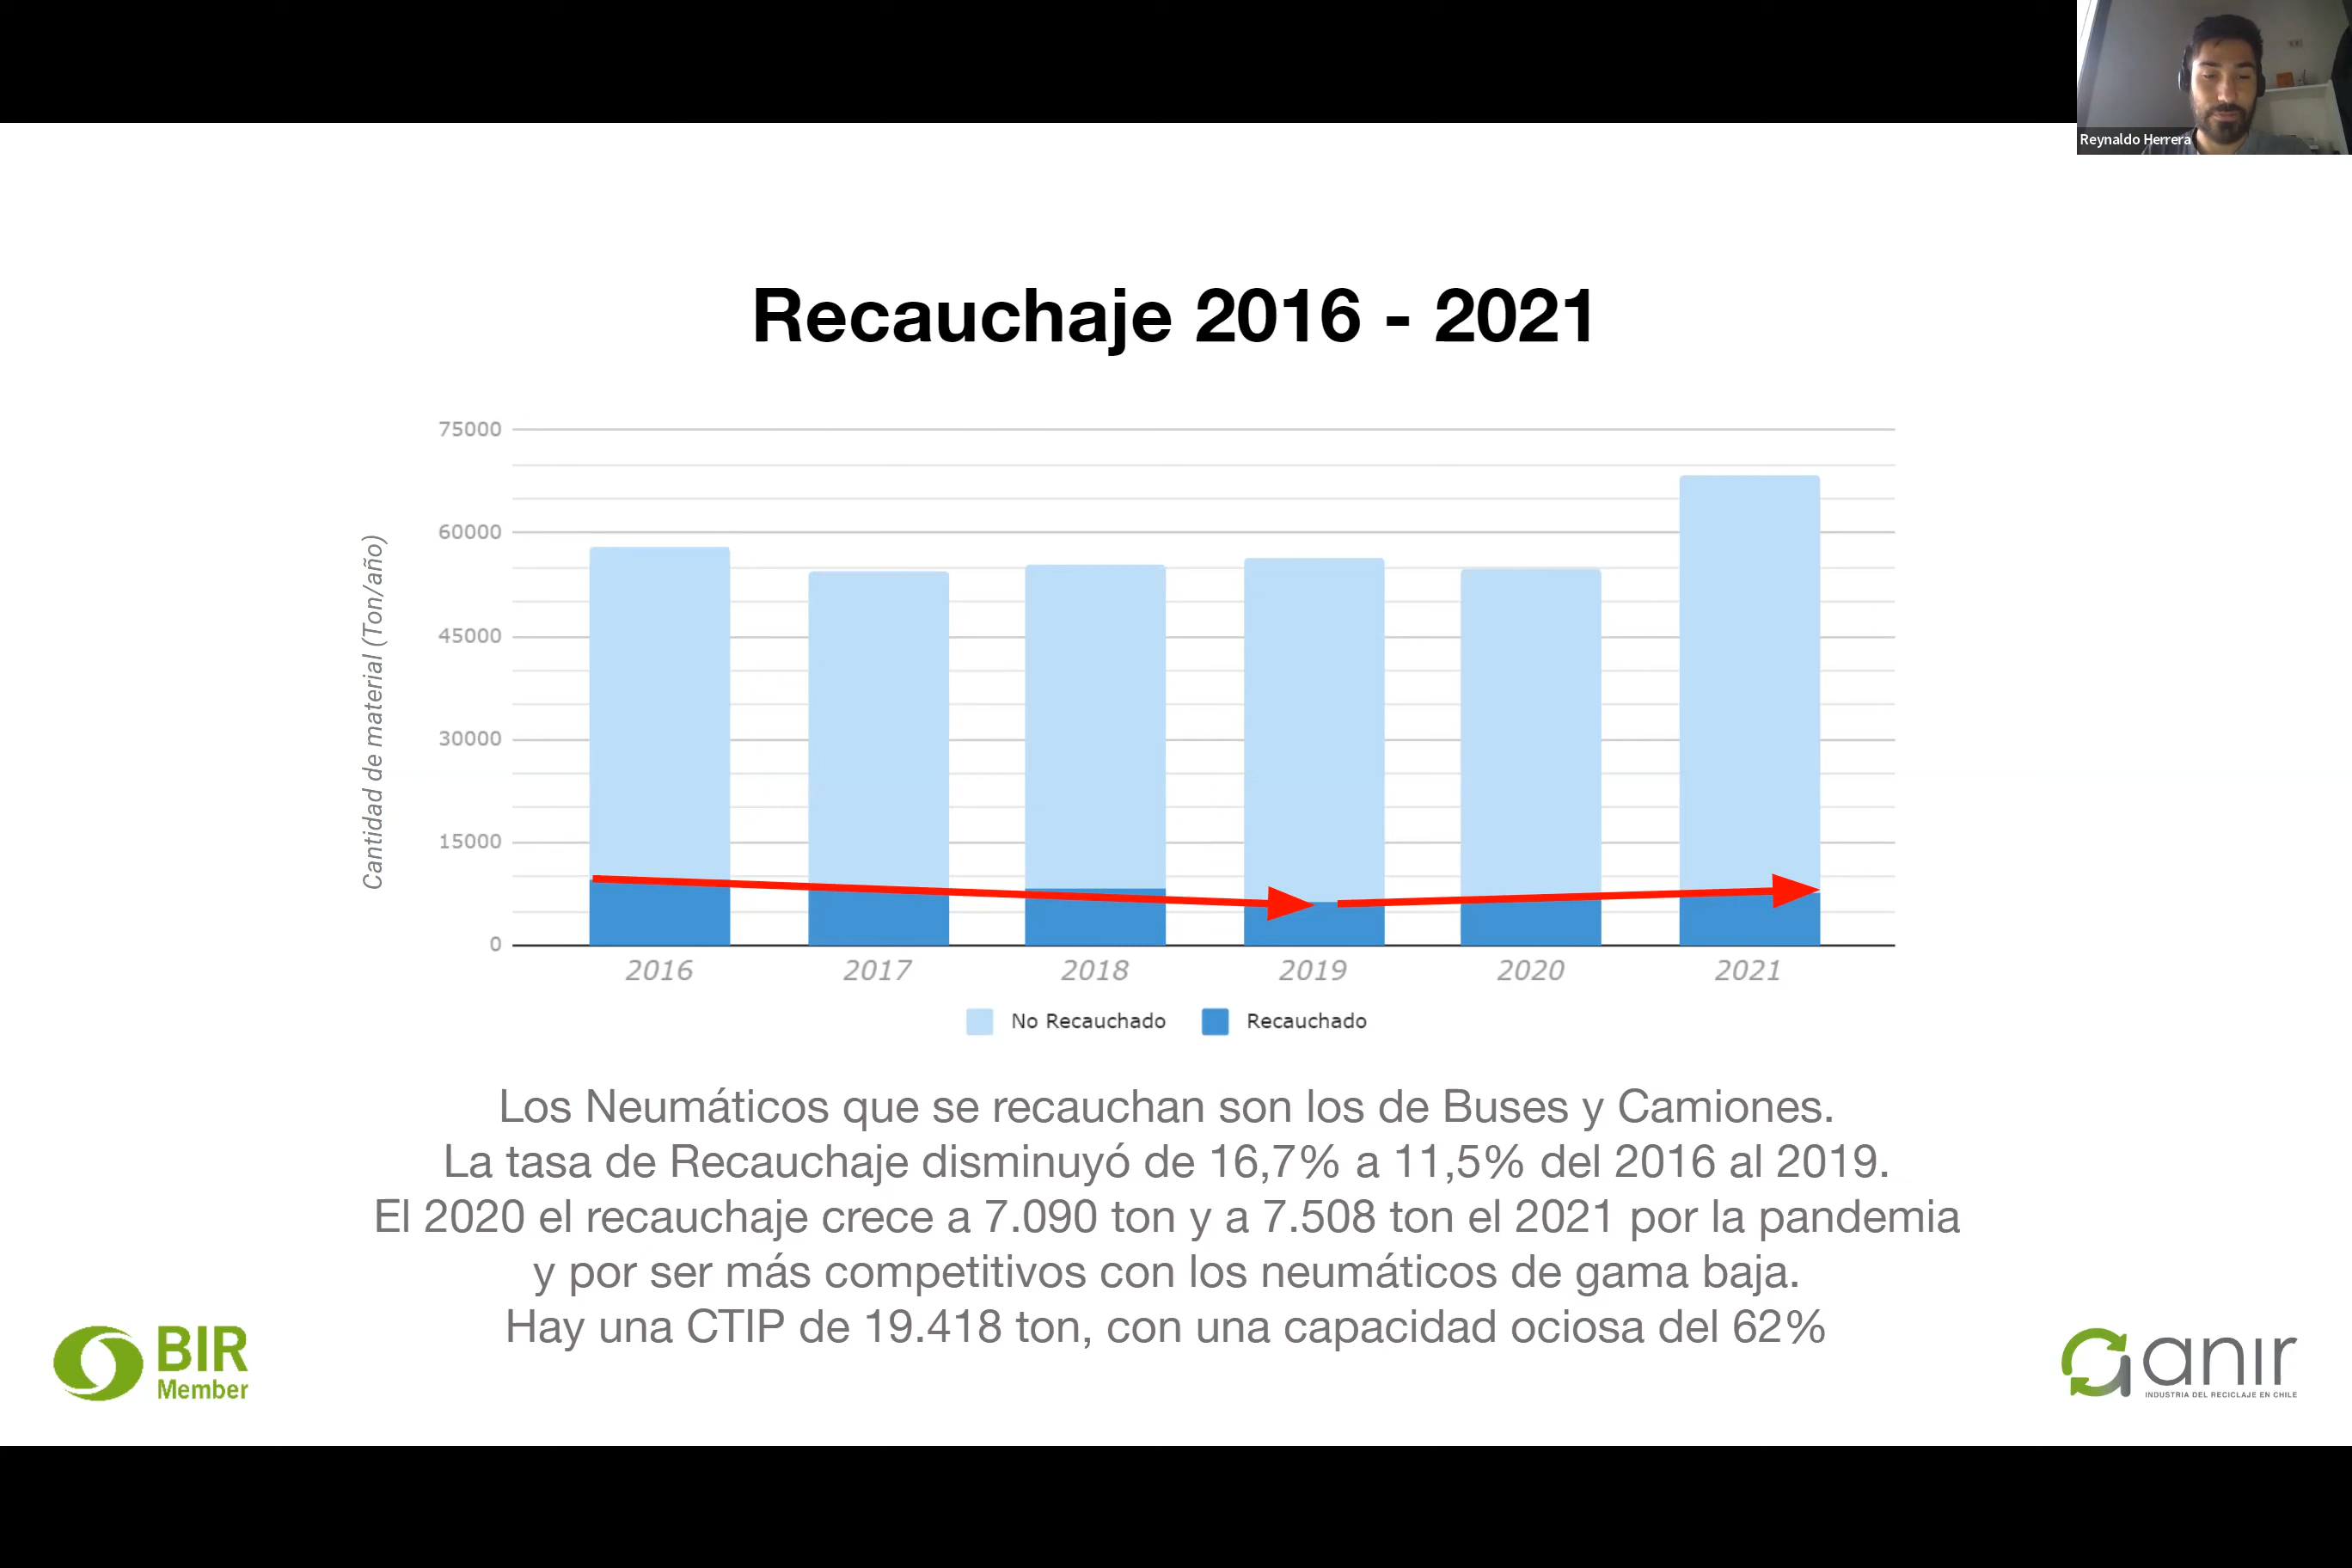 Reynaldo Herrera
Recauchaje 2016 - 2021
Cantidad de material (Ton/año)
75000
60000
45000
30000
15000
0
2016 2017 2018 2019 2020 2021
No Recauchado Recauchado
Los Neumáticos que se recauchan son los de Buses y Camiones.
La tasa de Recauchaje disminuyó de 16,7% a 11,5% del 2016 al 2019.
El 2020 el recauchaje crece a 7.090 ton y a 7.508 ton el 2021 por la pandemia
y por ser más competitivos con los neumáticos de gama baja.
Hay una CTIP de 19.418 ton, con una capacidad ociosa del 62%
BIR
Member
anir
INDUSTRIA DEL RECICLAJE EN CHILE